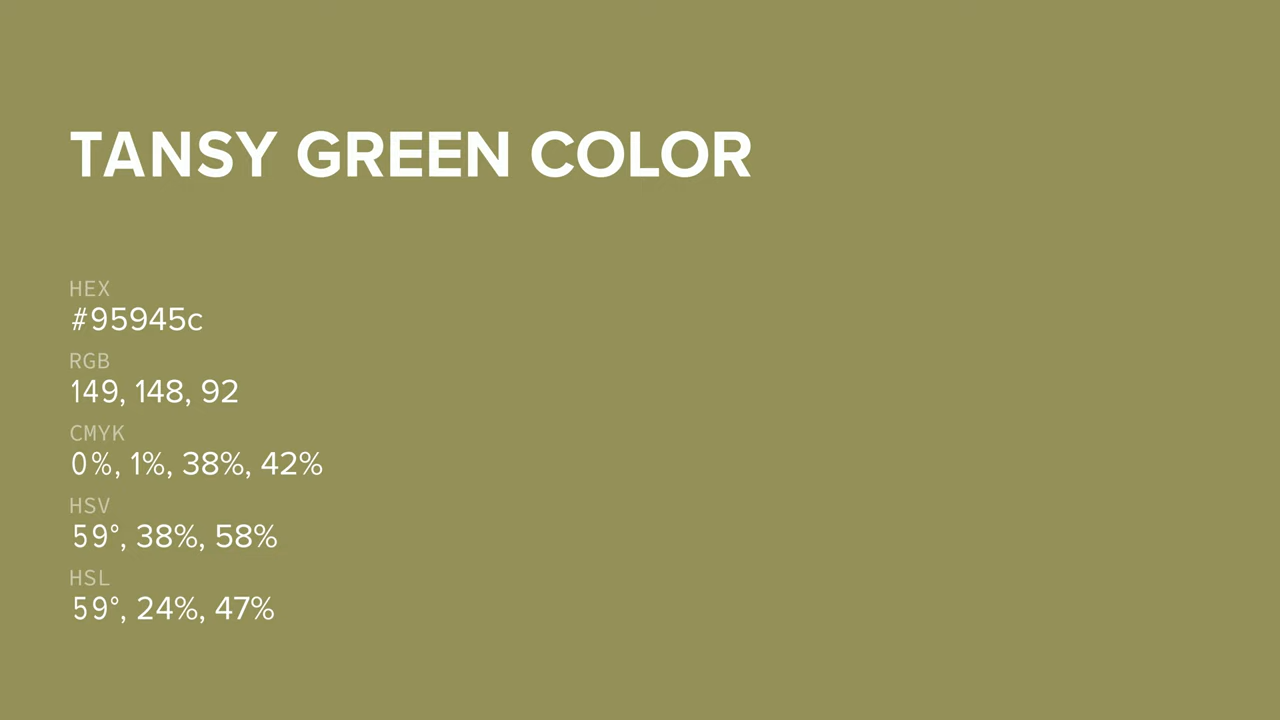 TANSY GREEN COLOR
HEX
#95945c
RGB
149, 148, 92
CMYK
0%, 1%, 38%, 42%
HSV
59°, 38%, 58%
HSL
59°, 24%, 47%